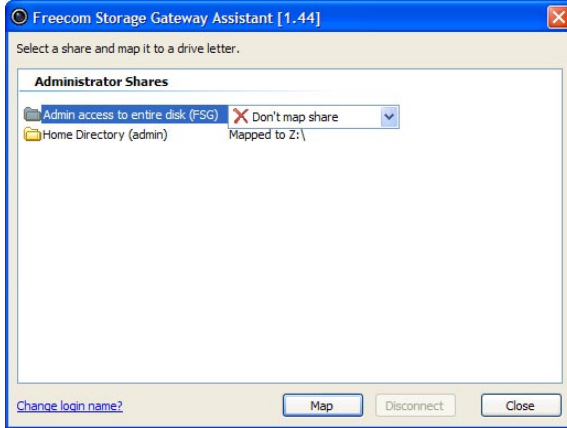 Freecom Storage Gateway Assistant [1.44]
Select a share and map it to a drive letter.
Administrator Shares
Admin access to entire disk (FSG) Don't map share
Home Directory (admin) Mapped to Z:\
Change login name? Map Disconnect Close